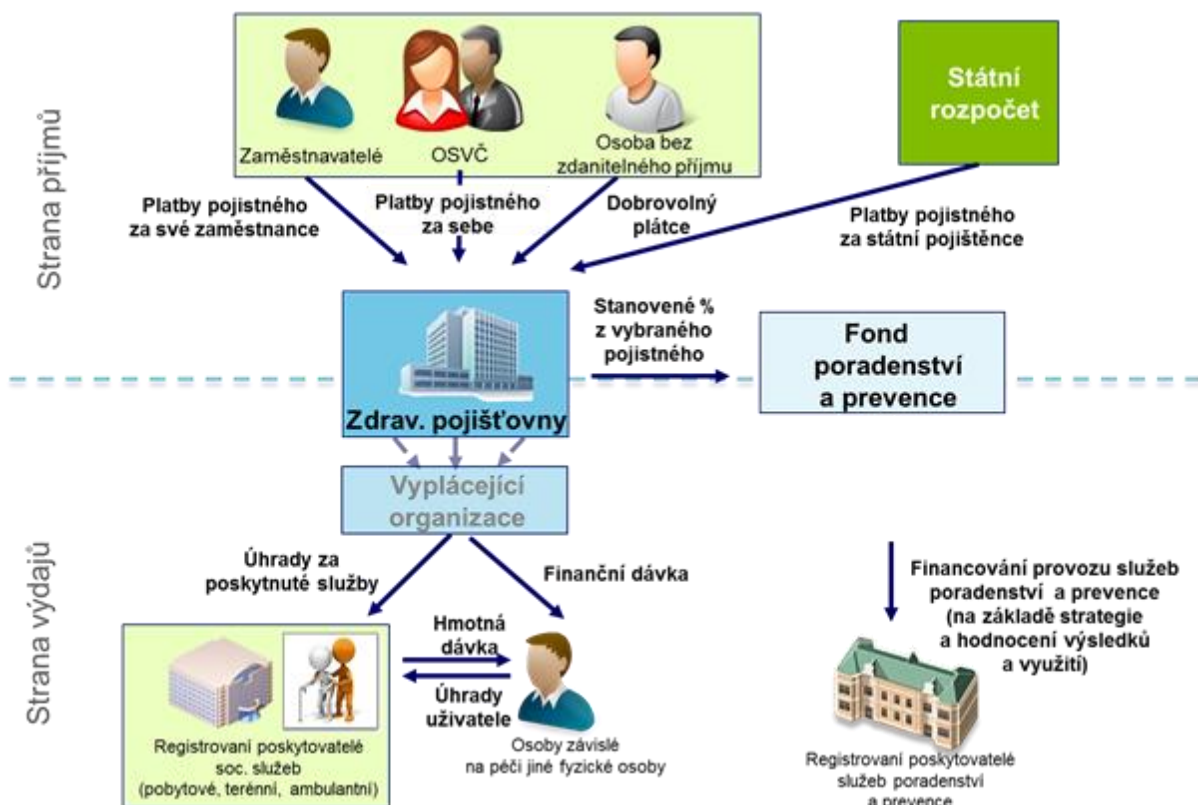 Strana příjmů
Zaměstnavatelé
OSVČ
Osoba bez
zdanitelného příjmu
Státní
rozpočet
Platby pojistného
za své zaměstnance
Platby pojistného
za sebe
Dobrovolný
plátce
Platby pojistného
za státní pojištěnce
Zdrav. pojišťovny
Stanovené %
z vybraného
pojistného
Fond
poradenství
a prevence
Vyplácející
organizace
Strana výdajů
Úhrady za
poskytnuté služby
Finanční dávka
Hmotná
dávka
Úhrady
uživatele
Registrovaní poskytovatelé
soc. služeb
(pobytové, terénní, ambulantní)
Osoby závislé
na péči jiné fyzické osoby
Financování provozu služeb
poradenství a prevence
(na základě strategie
a hodnocení výsledků
a využití)
Registrovaní poskytovatelé
služeb poradenství
a prevence